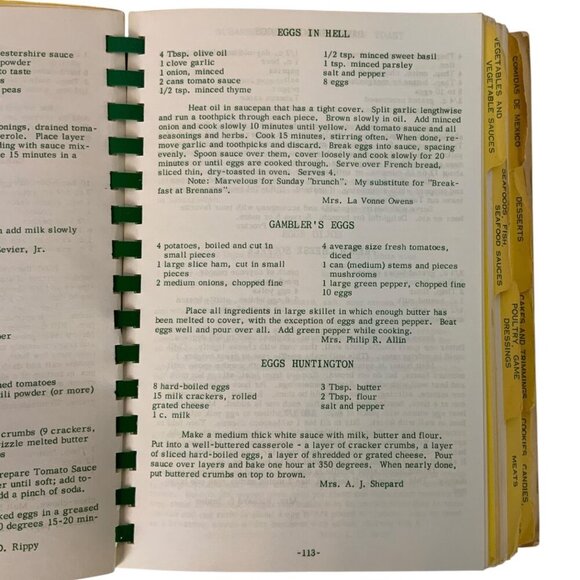 estershire sauce
powder
to taste
peas
onings, drained toma-
erole. Place layer
ding with sauce mix-
15 minutes in a
n add milk slowly
Sevier, Jr.
pper
ned tomatoes
ili powder (or more)
crumbs (9 crackers,
izzle melted butter
repare Tomato Sauce
er until soft; add to-
dd a pinch of soda.
ked eggs in a greased
0 degrees 15-20 min-
D. Rippy
EGGS IN HELL
4 Tbsp. olive oil
1 clove garlic
1 onion, minced
2 cans tomato sauce
1/2 tsp. minced thyme
1/2 tsp. minced sweet basil
1 tsp. minced parsley
salt and pepper
8 eggs
Heat oil in saucepan that has a tight cover. Split garlic lengthwise
and run a toothpick through each piece. Brown slowly in oil. Add minced
onion and cook slowly 10 minutes until yellow. Add tomato sauce and all
seasonings and herbs. Cook 15 minutes, stirring often. When done, re-
move garlic and toothpicks and discard. Break eggs into sauce, spacing
evenly. Spoon sauce over them, cover loosely and cook slowly for 20
minutes or until eggs are cooked through. Serve over French bread,
sliced thin, dry-toasted in oven. Serves 4.
Note: Marvelous for Sunday "brunch". My substitute for "Break-
fast at Brennans".
Mrs. La Vonne Owens
GAMBLER'S EGGS
4 potatoes, boiled and cut in
small pieces
1 large slice ham, cut in small
pieces
2 medium onions, chopped fine
4 average size fresh tomatoes,
diced
1 can (medium) stems and pieces
mushrooms
1 large green pepper, chopped fine
10 eggs
Place all ingredients in large skillet in which enough butter has
been melted to cover, with the exception of eggs and green pepper. Beat
eggs well and pour over all. Add green pepper while cooking.
Mrs. Philip R. Allin
EGGS HUNTINGTON
8 hard-boiled eggs
15 milk crackers, rolled
grated cheese
1 c. milk
3 Tbsp. butter
2 Tbsp. flour
salt and pepper
Make a medium thick white sauce with milk, butter and flour.
Put into a well-buttered casserole - a layer of cracker crumbs, a layer
of sliced hard-boiled eggs, a layer of shredded or grated cheese. Pour
sauce over layers and bake one hour at 350 degrees. When nearly done,
put buttered crumbs on top to brown.
Mrs. A. J. Shepard
-113-
VEGETABLES AND
VEGETABLE SAUCES
COMIDAS DE MEXICO
SEAFOODS, FISH,
SEAFOOD SAUCES
DESSERTS
POULTRY, GAME
DRESSINGS
CAKES AND TRIMMINGS
MEATS
COOKIES, CANDIES,